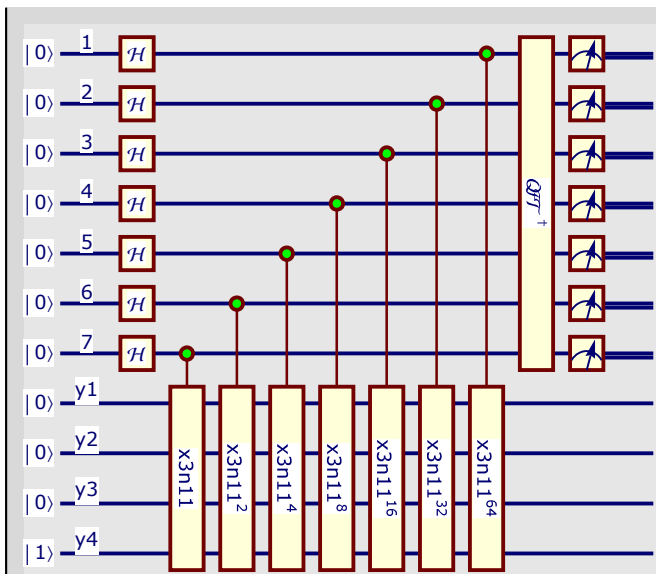 |0⟩ 1 ℋ
|0⟩ 2 ℋ
|0⟩ 3 ℋ
|0⟩ 4 ℋ
|0⟩ 5 ℋ
|0⟩ 6 ℋ
|0⟩ 7 ℋ
𝒬ℱ𝒯†
|0⟩ y1
|0⟩ y2
|0⟩ y3
|1⟩ y4
x3n11
x3n11²
x3n11⁴
x3n11⁸
x3n11¹⁶
x3n11³²
x3n11⁶⁴